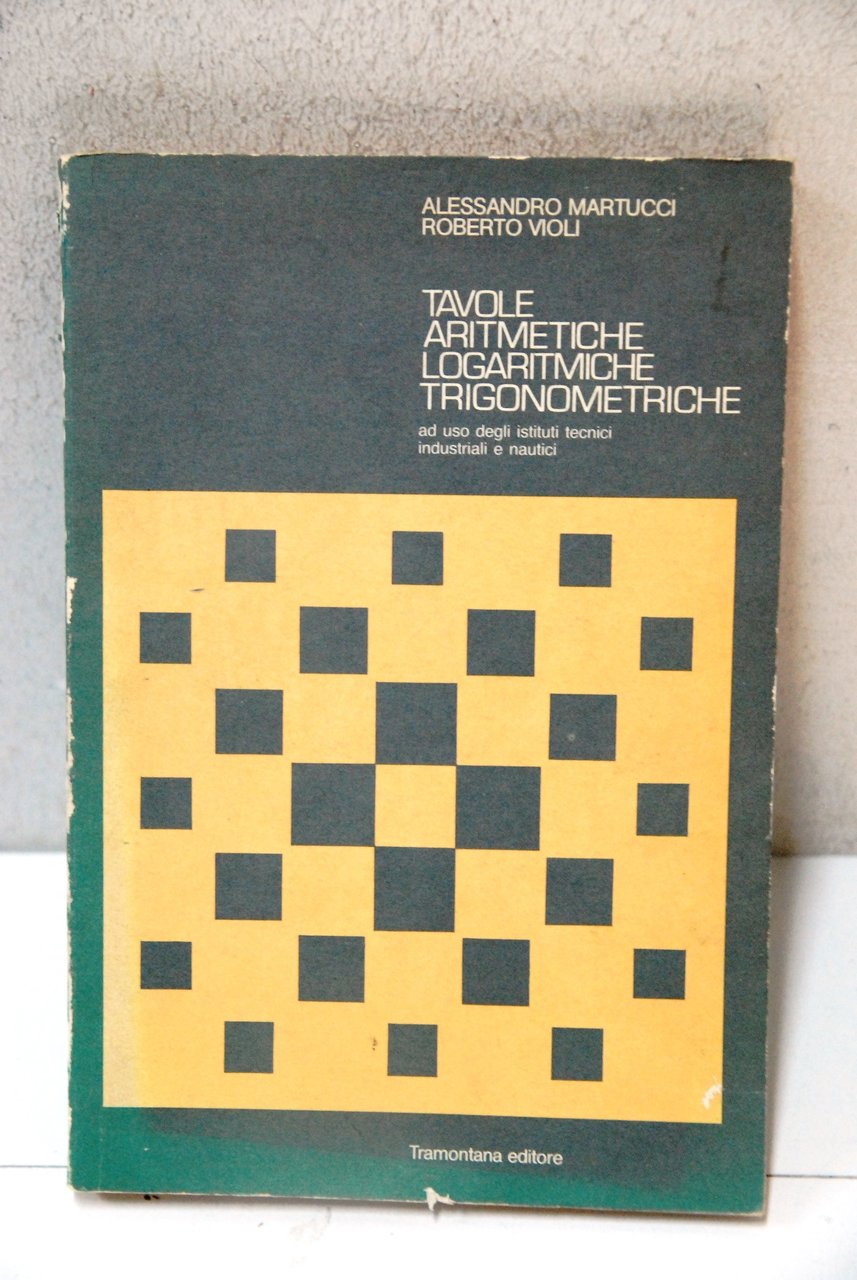 ALESSANDRO MARTUCCI
ROBERTO VIOLI
TAVOLE
ARITMETICHE
LOGARITMICHE
TRIGONOMETRICHE
ad uso degli istituti tecnici
industriali e nautici
Tramontana editore